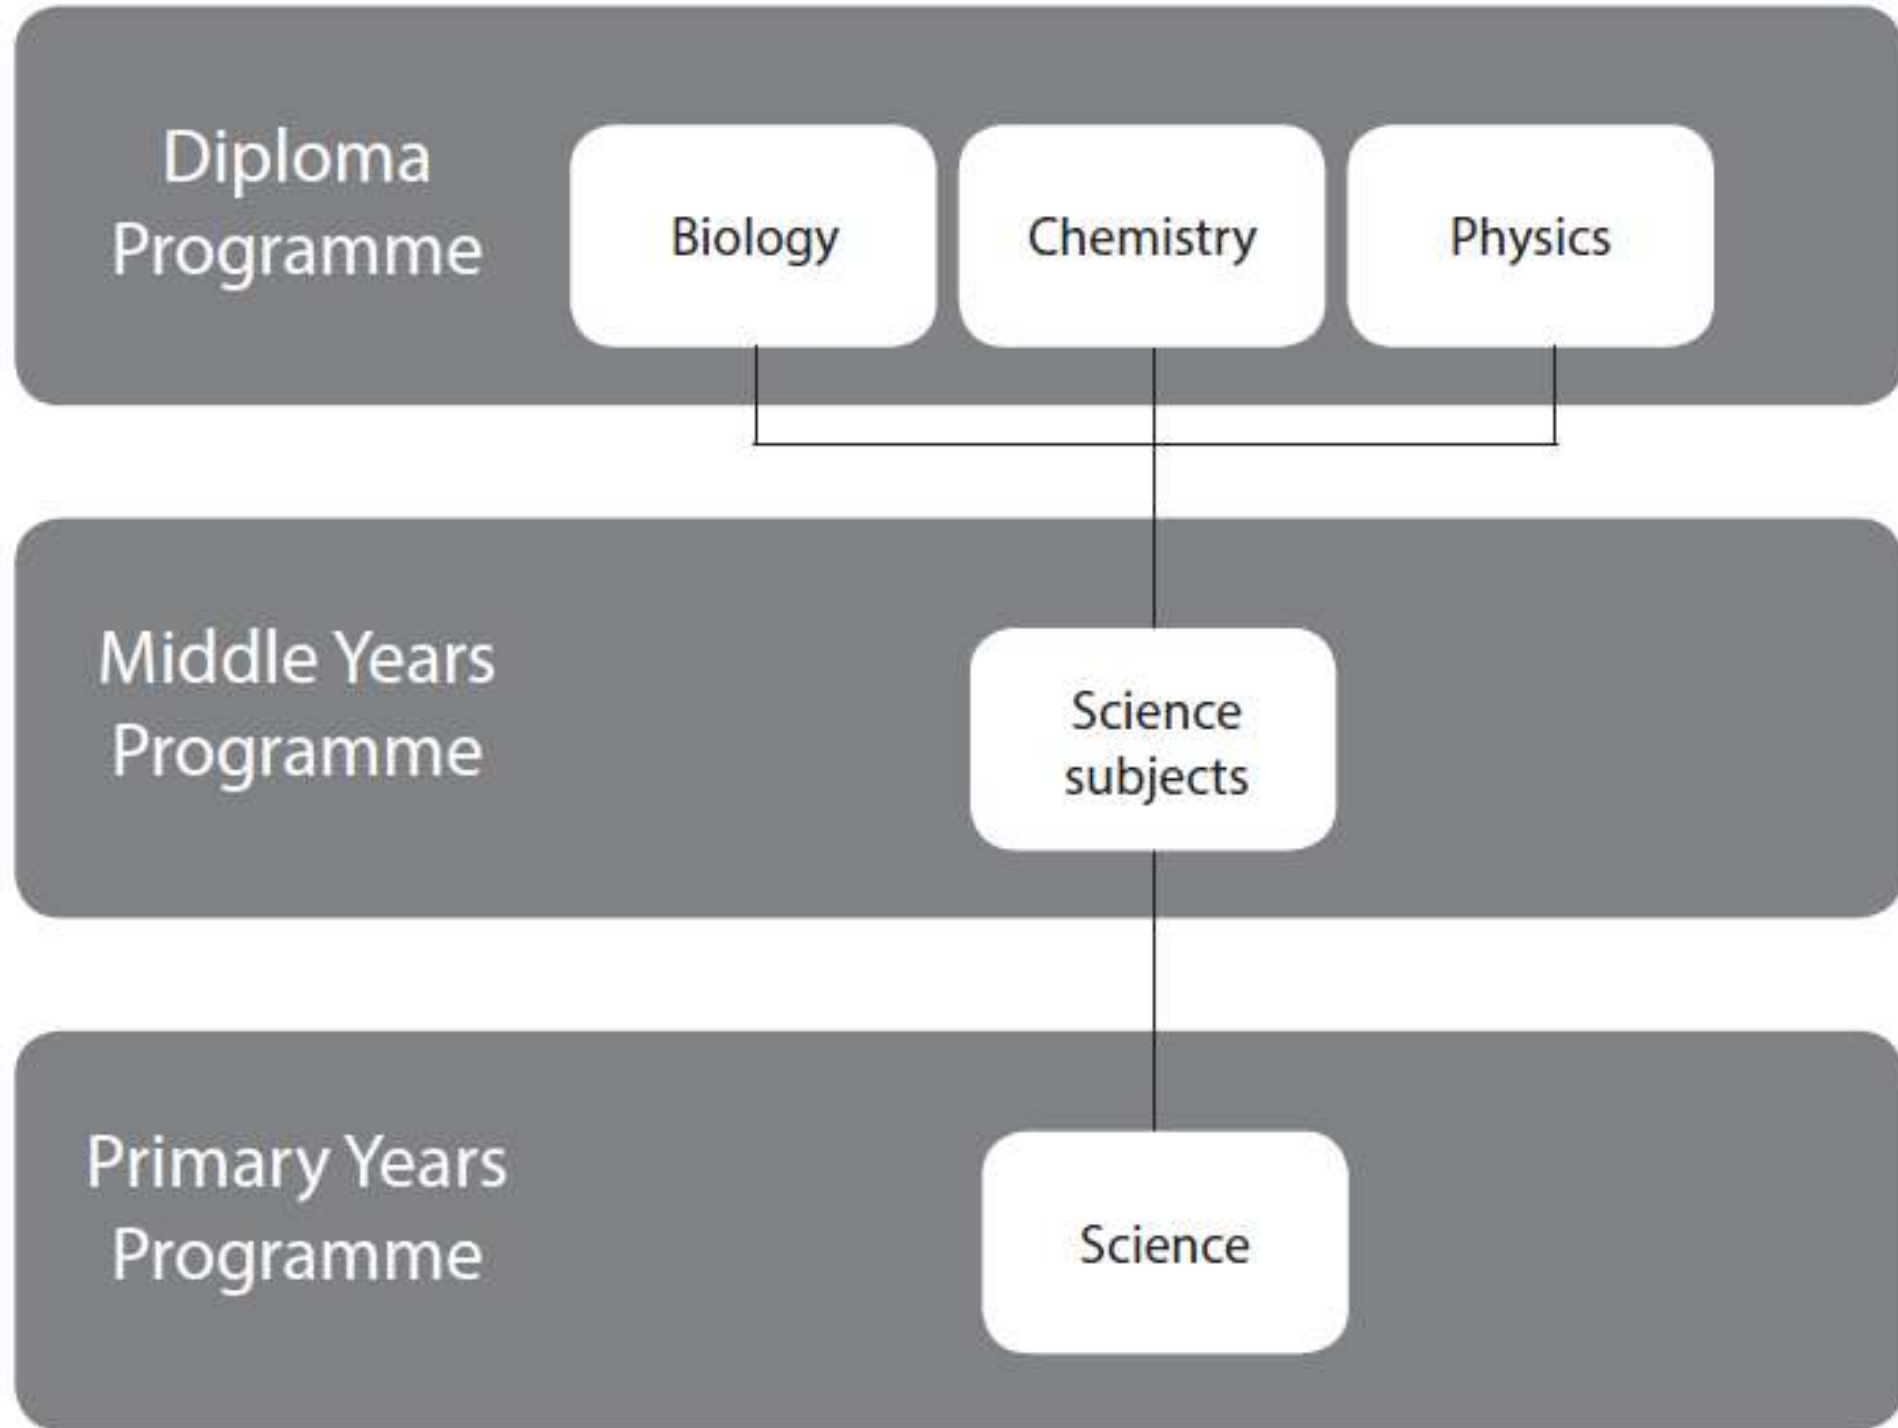 Diploma
Programme
Biology
Chemistry
Physics
Middle Years
Programme
Science
subjects
Primary Years
Programme
Science